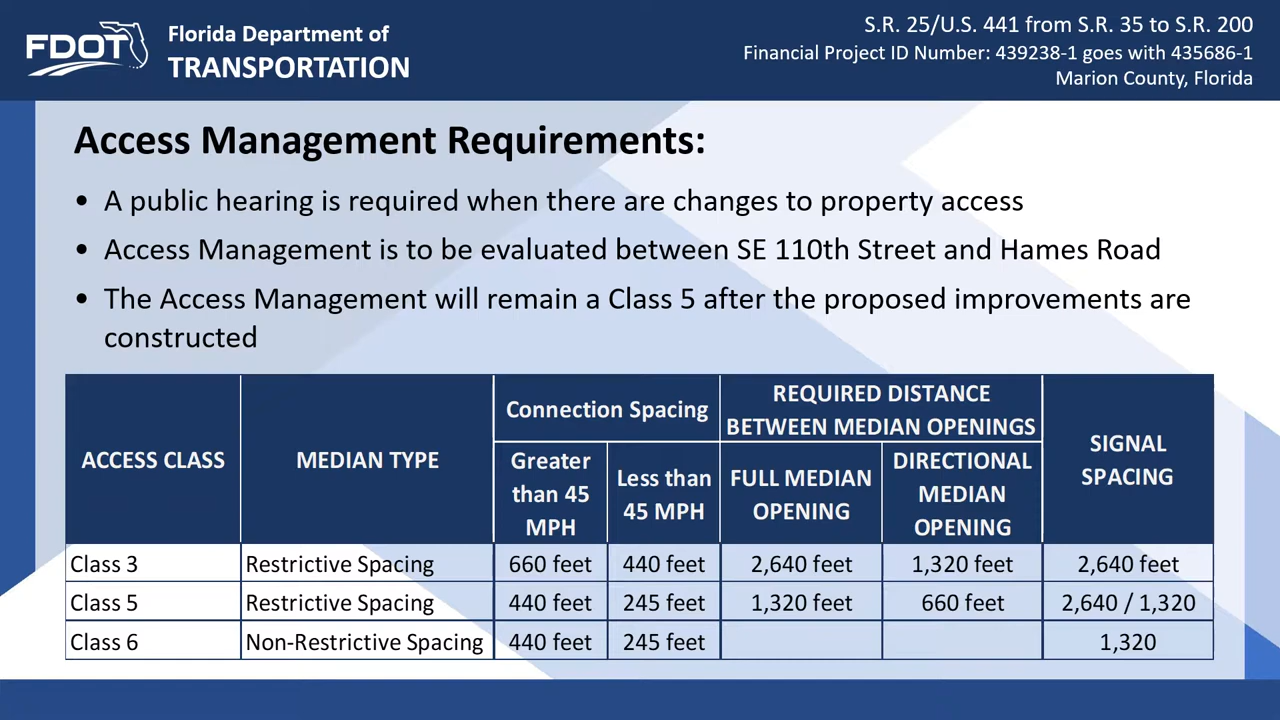 FDOT
Florida Department of
TRANSPORTATION
S.R. 25/U.S. 441 from S.R. 35 to S.R. 200
Financial Project ID Number: 439238-1 goes with 435686-1
Marion County, Florida
Access Management Requirements:
• A public hearing is required when there are changes to property access
• Access Management is to be evaluated between SE 110th Street and Hames Road
• The Access Management will remain a Class 5 after the proposed improvements are
constructed
ACCESS CLASS
MEDIAN TYPE
Connection Spacing
Greater
than 45
MPH
Less than
45 MPH
REQUIRED DISTANCE
BETWEEN MEDIAN OPENINGS
FULL MEDIAN
OPENING
DIRECTIONAL
MEDIAN
OPENING
SIGNAL
SPACING
Class 3 Restrictive Spacing 660 feet 440 feet 2,640 feet 1,320 feet 2,640 feet
Class 5 Restrictive Spacing 440 feet 245 feet 1,320 feet 660 feet 2,640 / 1,320
Class 6 Non-Restrictive Spacing 440 feet 245 feet 1,320